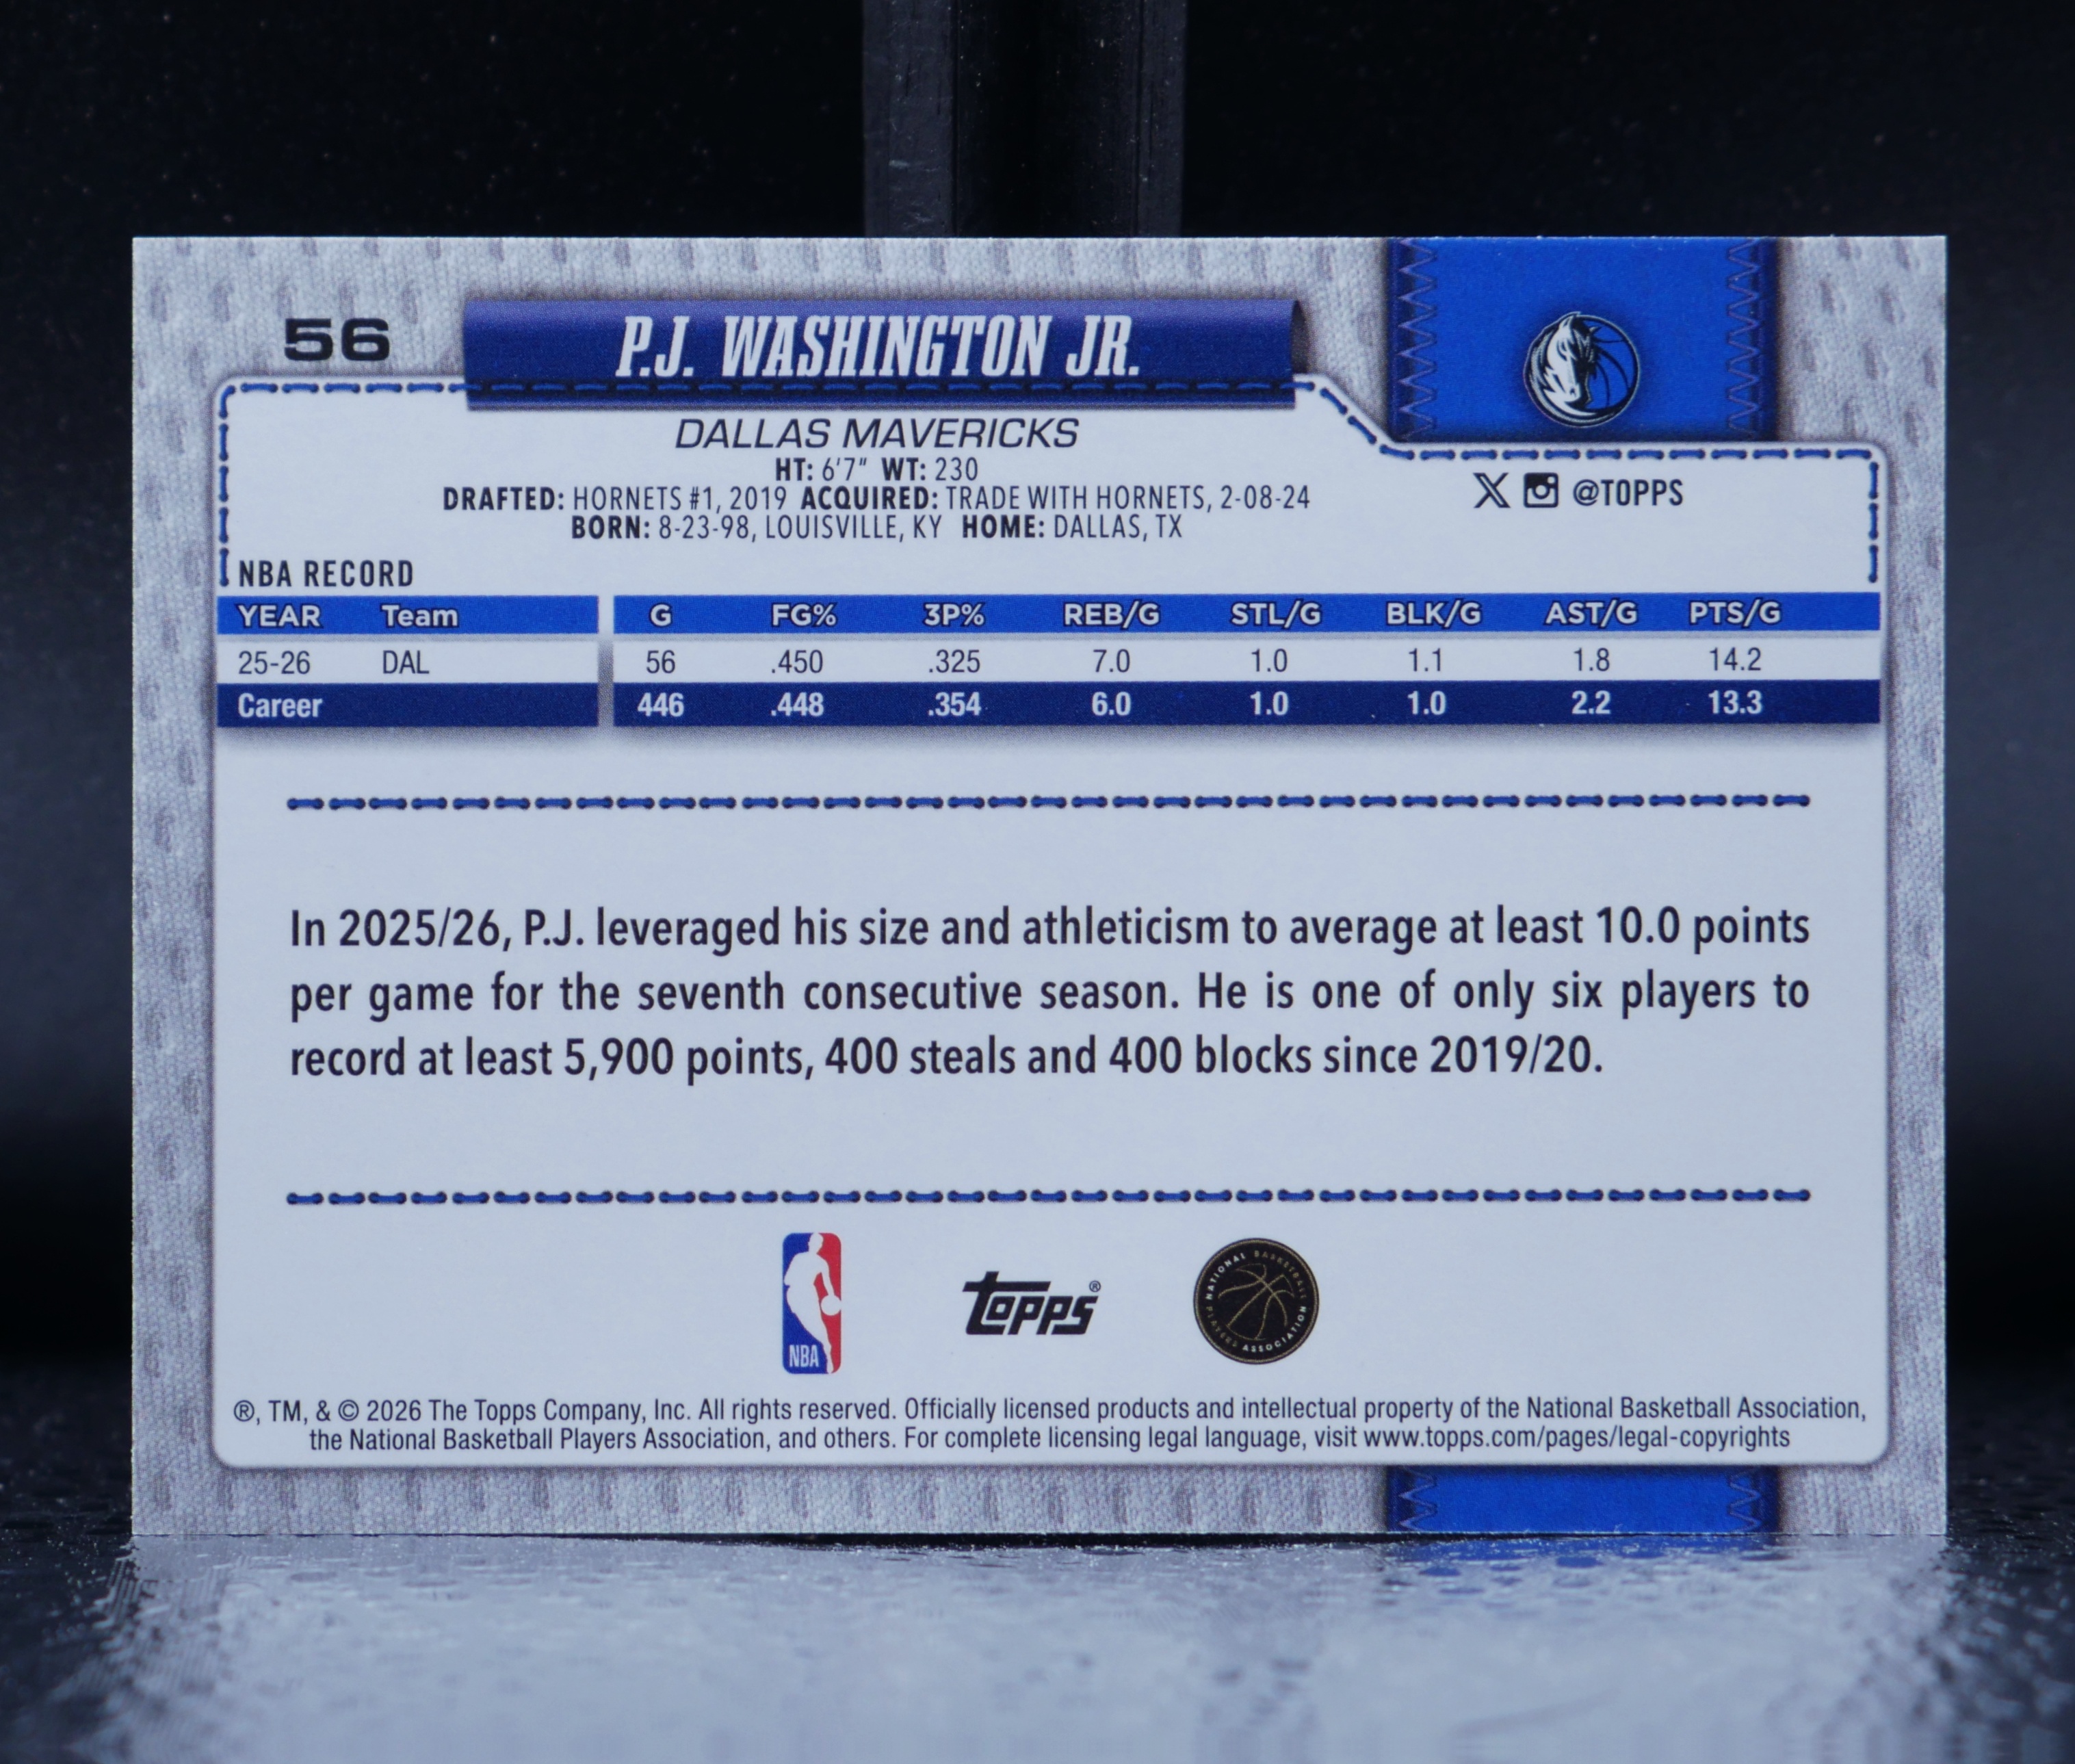 56
P.J. WASHINGTON JR.
DALLAS MAVERICKS
HT: 6'7" WT: 230
DRAFTED: HORNETS #1, 2019 ACQUIRED: TRADE WITH HORNETS, 2-08-24
BORN: 8-23-98, LOUISVILLE, KY HOME: DALLAS, TX
@TOPPS
NBA RECORD
YEAR Team G FG% 3P% REB/G STL/G BLK/G AST/G PTS/G
25-26 DAL 56 .450 .325 7.0 1.0 1.1 1.8 14.2
Career 446 .448 .354 6.0 1.0 1.0 2.2 13.3
In 2025/26, P.J. leveraged his size and athleticism to average at least 10.0 points
per game for the seventh consecutive season. He is one of only six players to
record at least 5,900 points, 400 steals and 400 blocks since 2019/20.
NBA
Topps®
NATIONAL BASKETBALL PLAYERS ASSOCIATION
®, TM, & © 2026 The Topps Company, Inc. All rights reserved. Officially licensed products and intellectual property of the National Basketball Association,
the National Basketball Players Association, and others. For complete licensing legal language, visit www.topps.com/pages/legal-copyrights